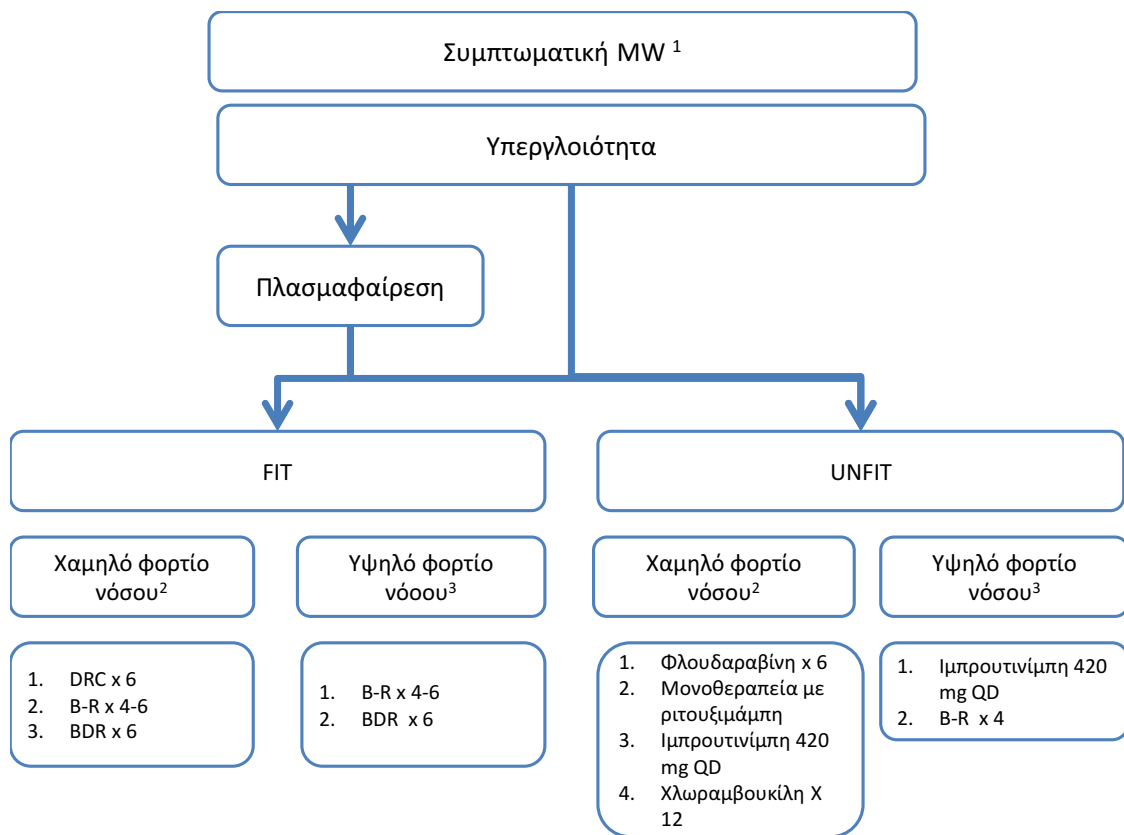 Συμπτωματική MW 1
Υπεργλοιότητα
Πλασμαφαίρεση
FIT
UNFIT
Χαμηλό φορτίο
νόσου2
Υψηλό φορτίο
νόοου3
Χαμηλό φορτίο
νόσου2
Υψηλό φορτίο
νόσου3
1. DRC x 6
2. B-R x 4-6
3. BDR x 6
1. B-R x 4-6
2. BDR x 6
1. Φλουδαραβίνη x 6
2. Μονοθεραπεία με
ριτουξιμάμπη
3. Ιμπρουτινίμπη 420
mg QD
4. Χλωραμβουκίλη X
12
1. Ιμπρουτινίμπη 420
mg QD
2. B-R x 4